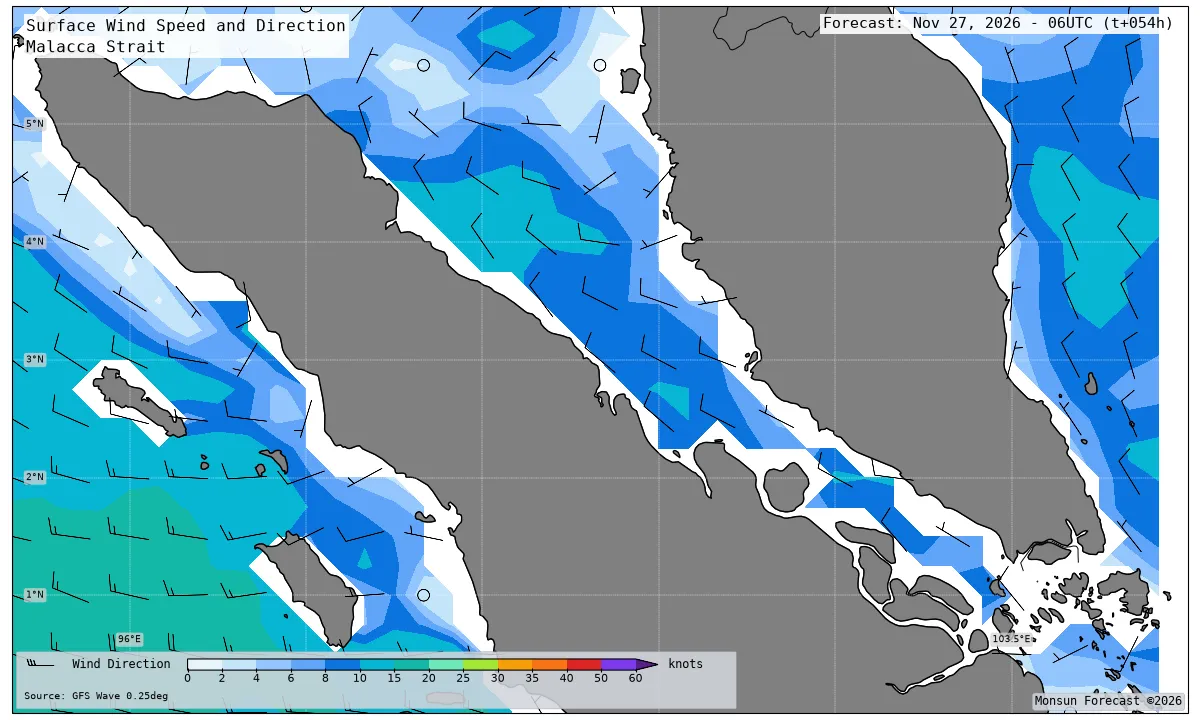 Surface Wind Speed and Direction
Malacca Strait
Forecast: Nov 27, 2026 - 06UTC (t+054h)
5°N
4°N
3°N
2°N
1°N
96°E
103.5°E
Wind Direction
0 2 4 6 8 10 15 20 25 30 35 40 50 60
knots
Source: GFS Wave 0.25deg
Monsun Forecast ©2026